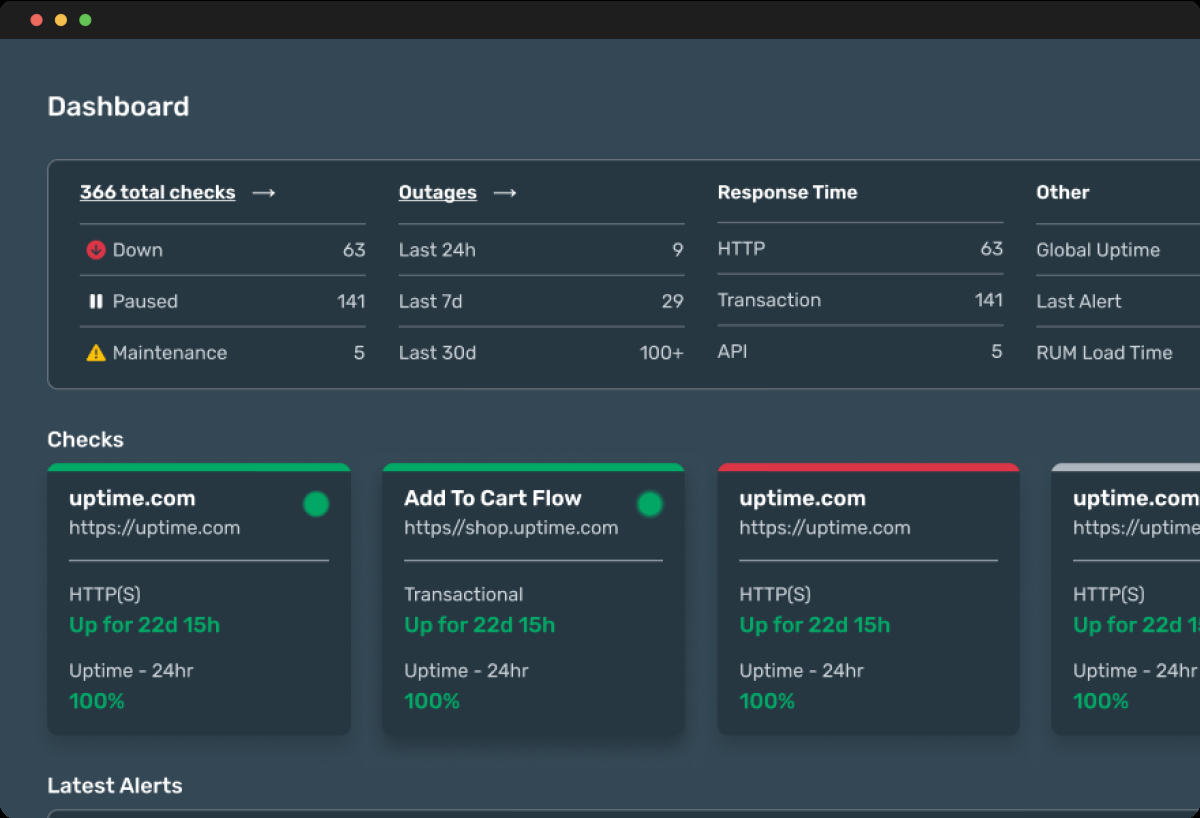 Dashboard
366 total checks → Outages → Response Time Other
Down 63 Last 24h 9 HTTP 63 Global Uptime
Paused 141 Last 7d 29 Transaction 141 Last Alert
Maintenance 5 Last 30d 100+ API 5 RUM Load Time
Checks
uptime.com Add To Cart Flow uptime.com uptime.com
https://uptime.com https//shop.uptime.com https://uptime.com https://uptime
HTTP(S) Transactional HTTP(S) HTTP(S)
Up for 22d 15h Up for 22d 15h Up for 22d 15h Up for 22d 1
Uptime - 24hr Uptime - 24hr Uptime - 24hr Uptime - 24hr
100% 100% 100% 100%
Latest Alerts